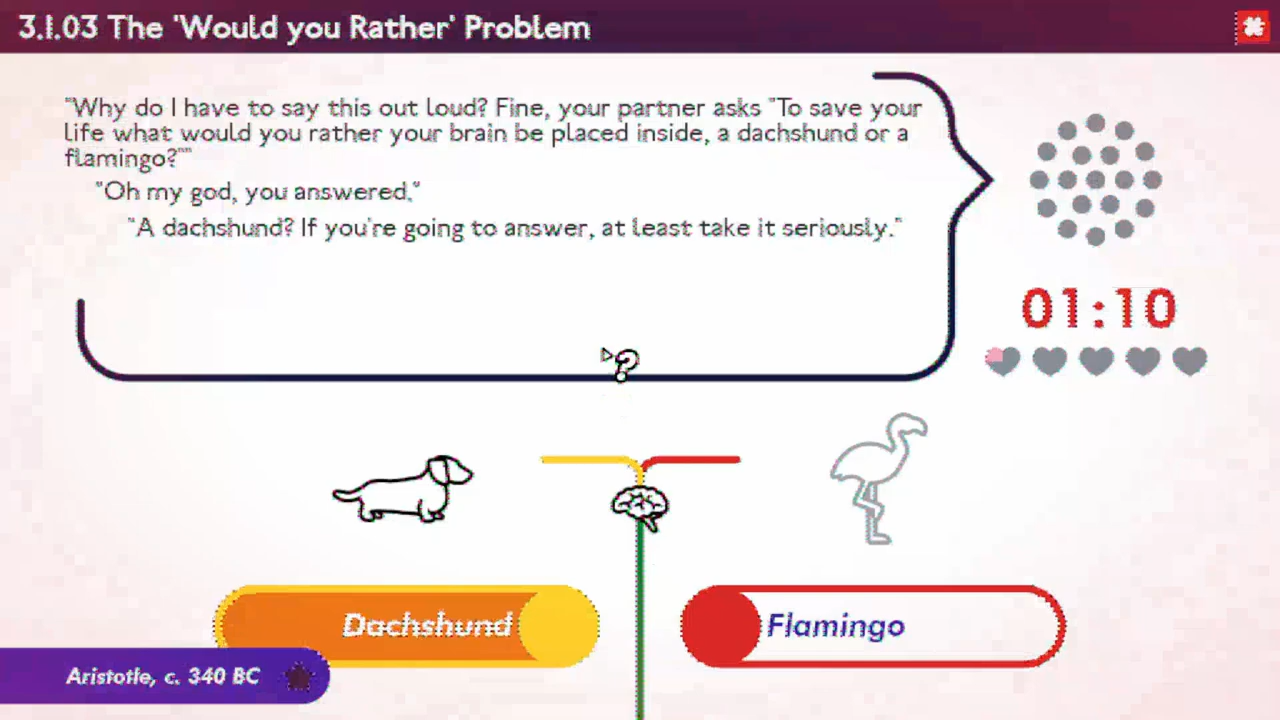 3.1.03 The 'Would you Rather' Problem
"Why do I have to say this out loud? Fine, your partner asks "To save your
life what would you rather your brain be placed inside, a dachshund or a
flamingo?""
"Oh my god, you answered,"
"A dachshund? If you're going to answer, at least take it seriously."
01:10
Dachshund
Flamingo
Aristotle, c. 340 BC